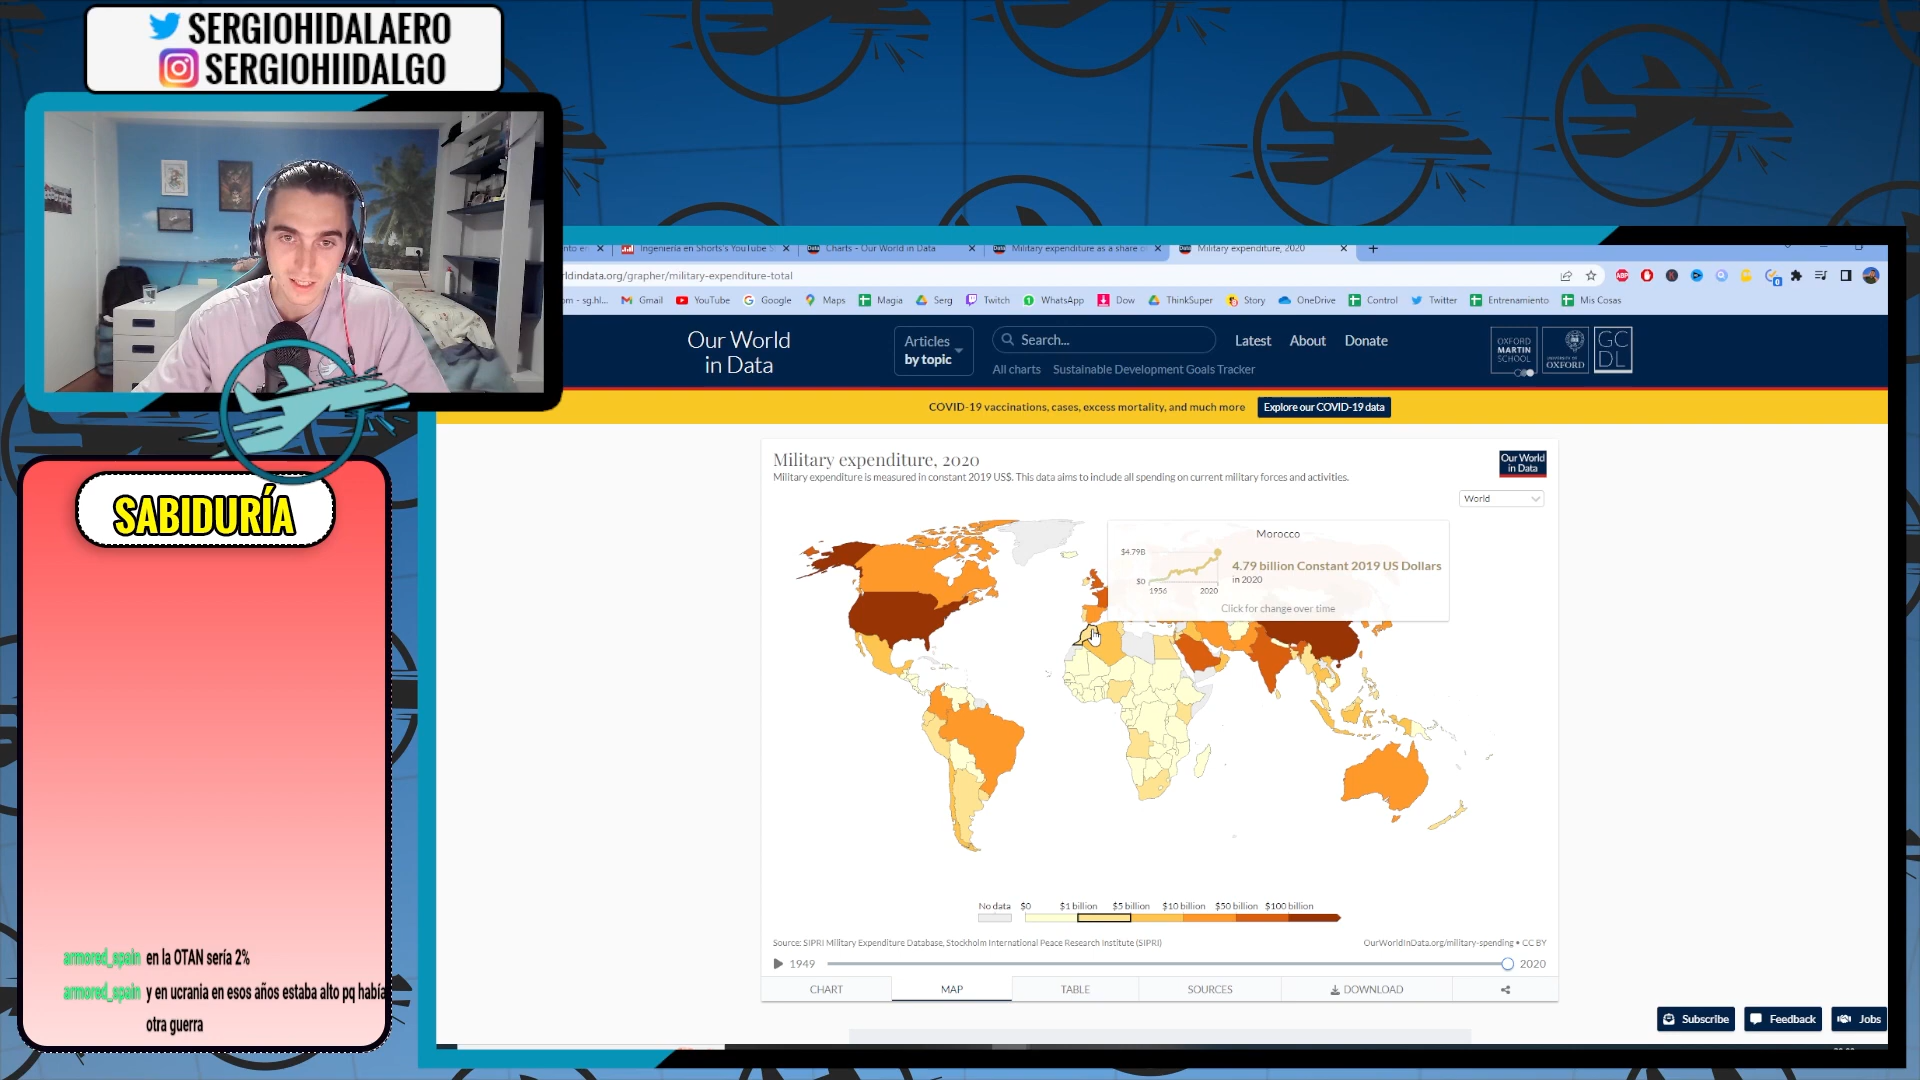 SERGIOHIDALAERO
SERGIOHIIDALGO
Ingeniería en Shorts's YouTube
Charts - Our World in Data
Military expenditure as a share
Military expenditure, 2020
ldindata.org/grapher/military-expenditure-total
om - sg.hl...
Gmail
YouTube
Google
Maps
Magia
Serg
Twitch
WhatsApp
Dow
ThinkSuper
Story
OneDrive
Control
Twitter
Entrenamiento
Mis Cosas
Our World
in Data
Articles
by topic
Search...
All charts
Sustainable Development Goals Tracker
Latest
About
Donate
OXFORD
MARTIN
SCHOOL
UNIVERSITY OF
OXFORD
GC
DL
COVID-19 vaccinations, cases, excess mortality, and much more
Explore our COVID-19 data
Military expenditure, 2020
Military expenditure is measured in constant 2019 US$. This data aims to include all spending on current military forces and activities.
Our World
in Data
World
Morocco
$4.79B
$0
1956
2020
4.79 billion Constant 2019 US Dollars
in 2020
Click for change over time
No data
$0
$1 billion
$5 billion
$10 billion
$50 billion
$100 billion
Source: SIPRI Military Expenditure Database, Stockholm International Peace Research Institute (SIPRI)
OurWorldInData.org/military-spending • CC BY
1949
2020
CHART
MAP
TABLE
SOURCES
DOWNLOAD
Subscribe
Feedback
Jobs
SABIDURÍA
armored_spain en la OTAN sería 2%
armored_spain y en ucrania en esos años estaba alto pq había
otra guerra